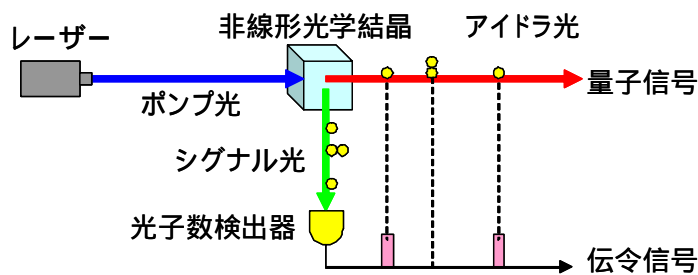 レーザー
非線形光学結晶
アイドラ光
ポンプ光
量子信号
シグナル光
光子数検出器
伝令信号